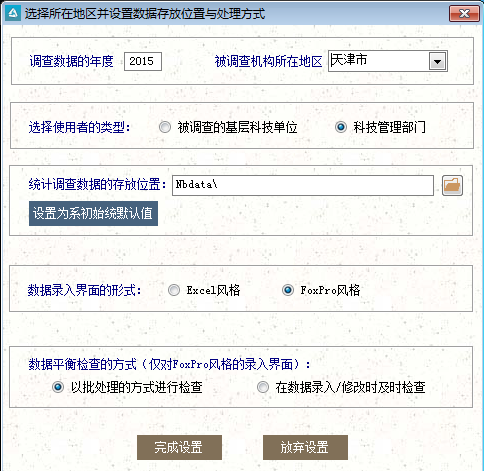 选择所在地区并设置数据存放位置与处理方式
调查数据的年度 2015 被调查机构所在地区 天津市
选择使用者的类型： 被调查的基层科技单位 科技管理部门
统计调查数据的存放位置： Nbdata\
设置为系初始统默认值
数据录入界面的形式： Excel风格 FoxPro风格
数据平衡检查的方式（仅对FoxPro风格的录入界面）：
以批处理的方式进行检查 在数据录入/修改时及时检查
完成设置 放弃设置